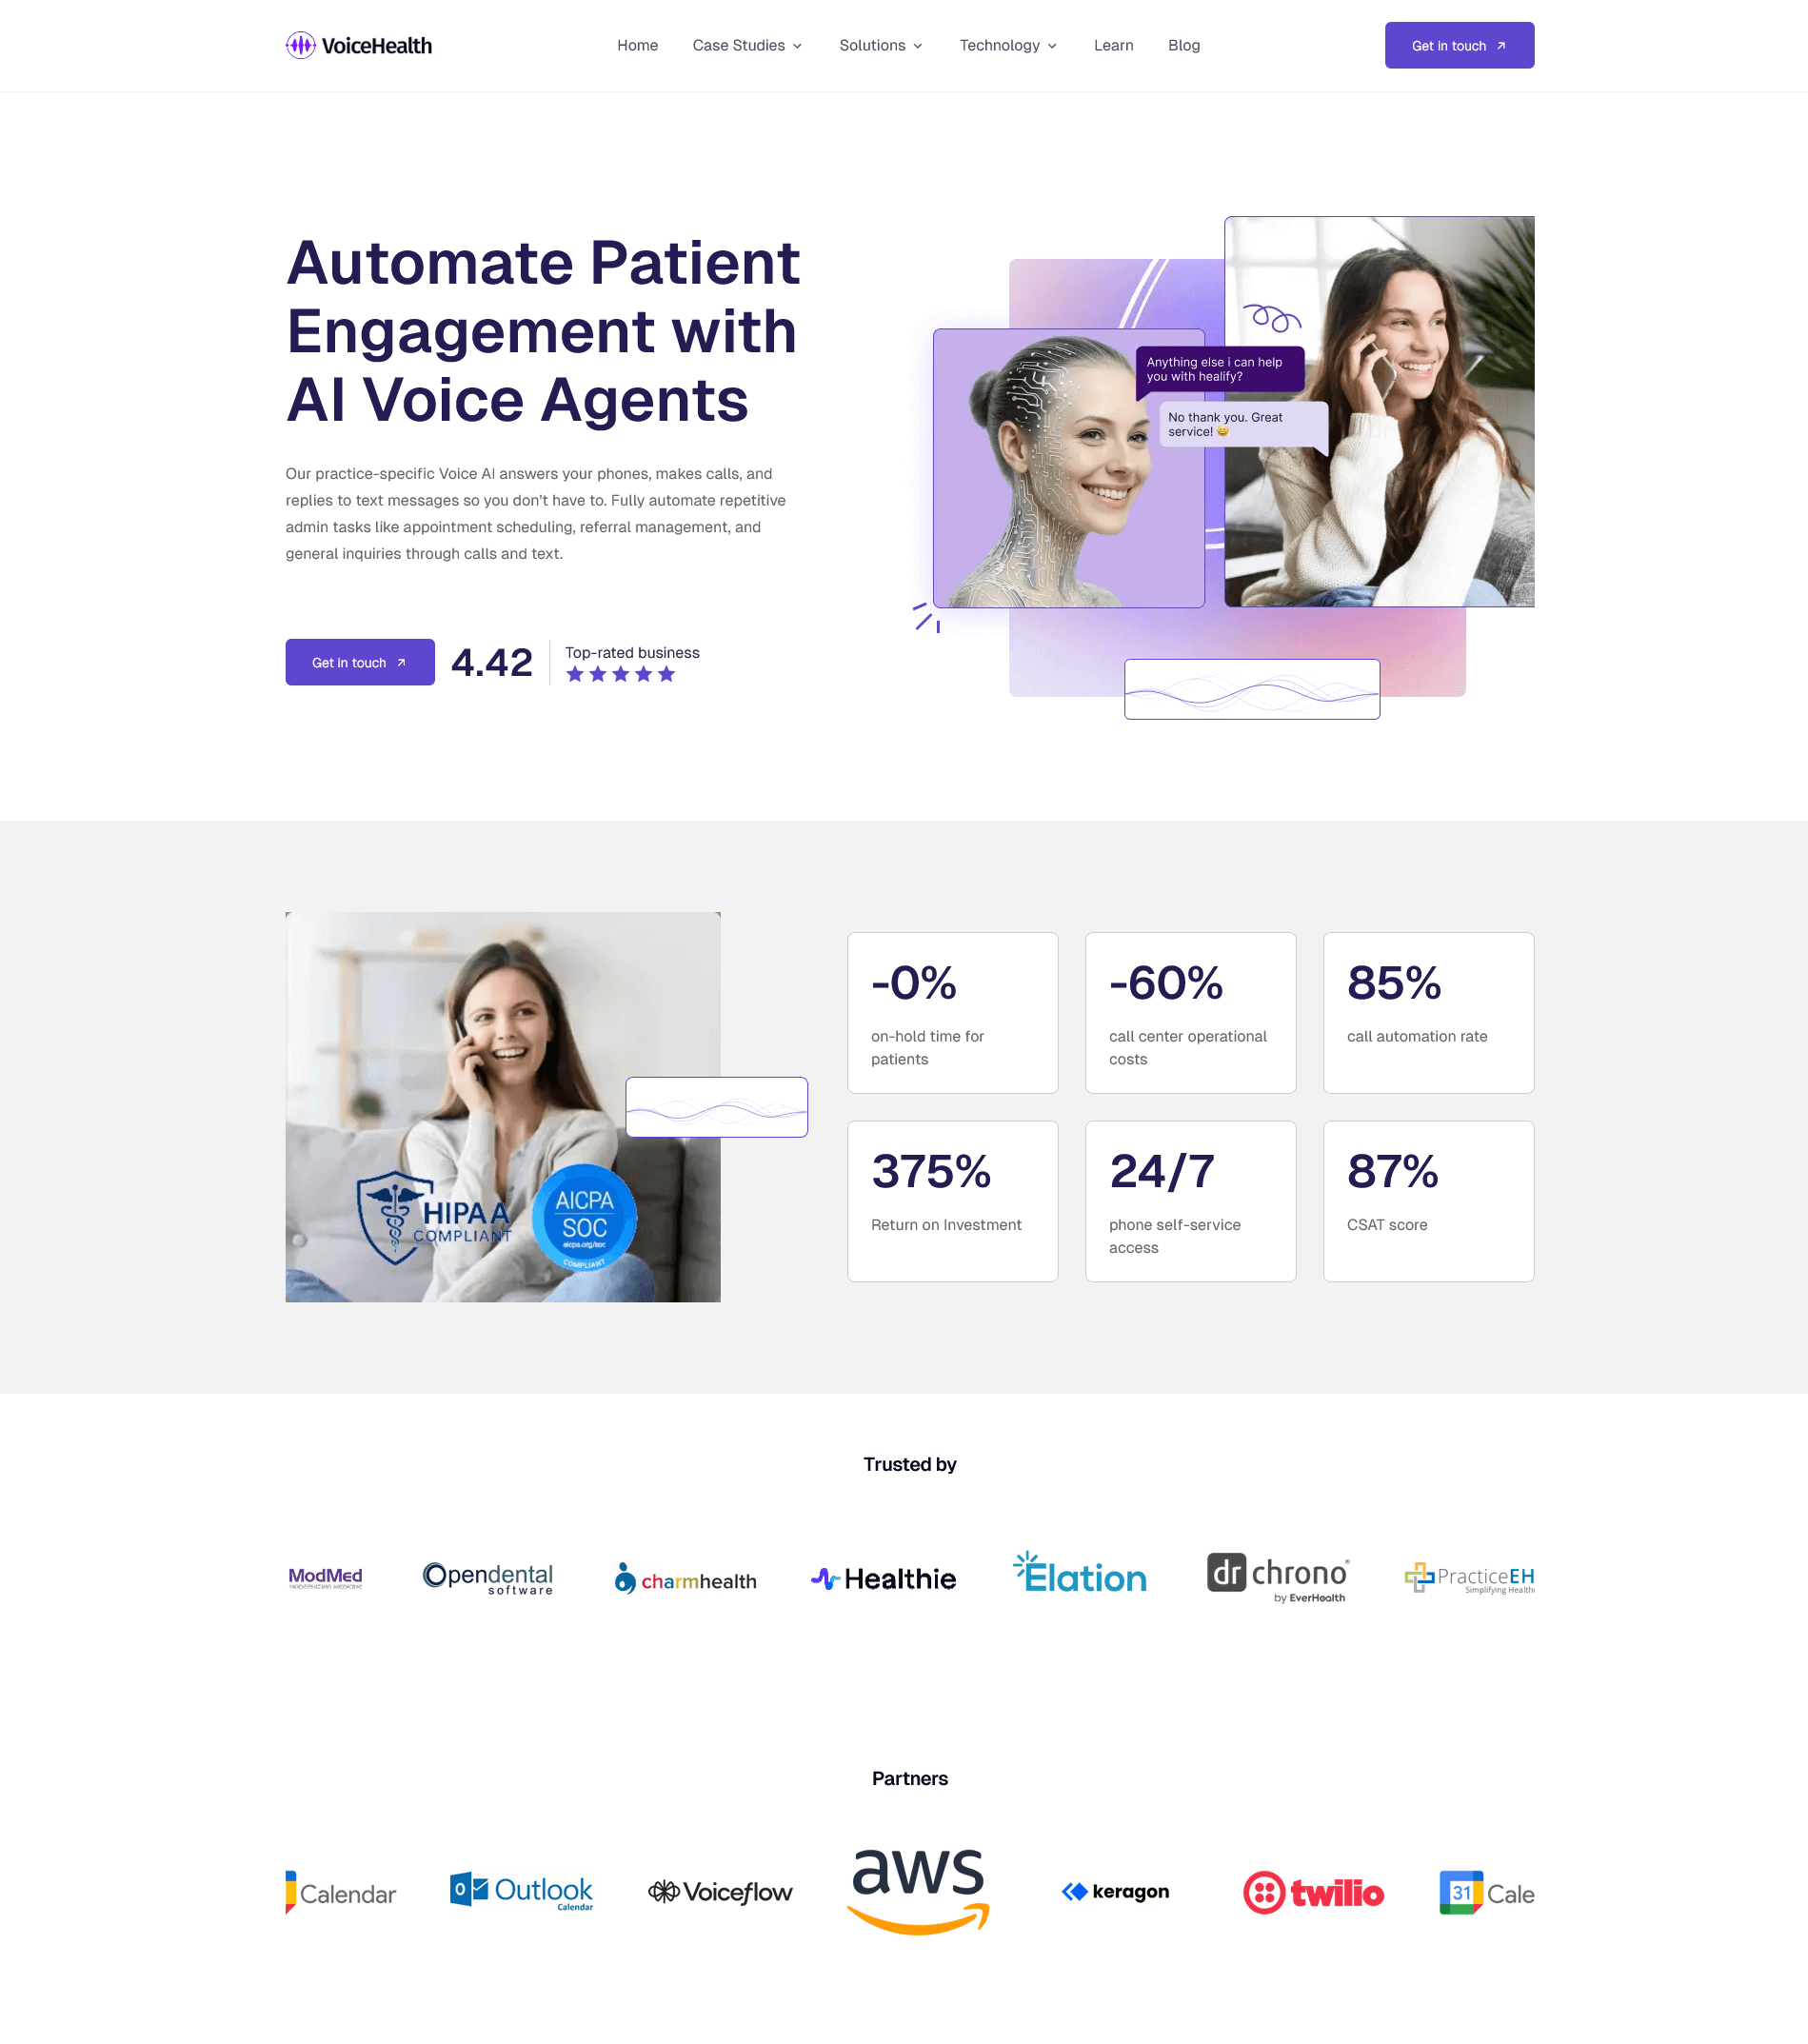 VoiceHealth
Home
Case Studies
Solutions
Technology
Learn
Blog
Get in touch
Automate Patient
Engagement with
AI Voice Agents
Our practice-specific Voice AI answers your phones, makes calls, and
replies to text messages so you don't have to. Fully automate repetitive
admin tasks like appointment scheduling, referral management, and
general inquiries through calls and text.
Get in touch
4.42
Top-rated business
Anything else i can help
you with healify?
No thank you. Great
service! 😄
HIPAA
COMPLIANT
AICPA
SOC
aicpa.org/soc
COMPLIANT
-0%
on-hold time for
patients
-60%
call center operational
costs
85%
call automation rate
375%
Return on Investment
24/7
phone self-service
access
87%
CSAT score
Trusted by
ModMed
Opendental
software
charmhealth
Healthie
Elation
dr chrono®
by EverHealth
PracticeEH
Simplifying Healthc
Partners
Calendar
Outlook
Calendar
Voiceflow
aws
keragon
twilio
31
Cale